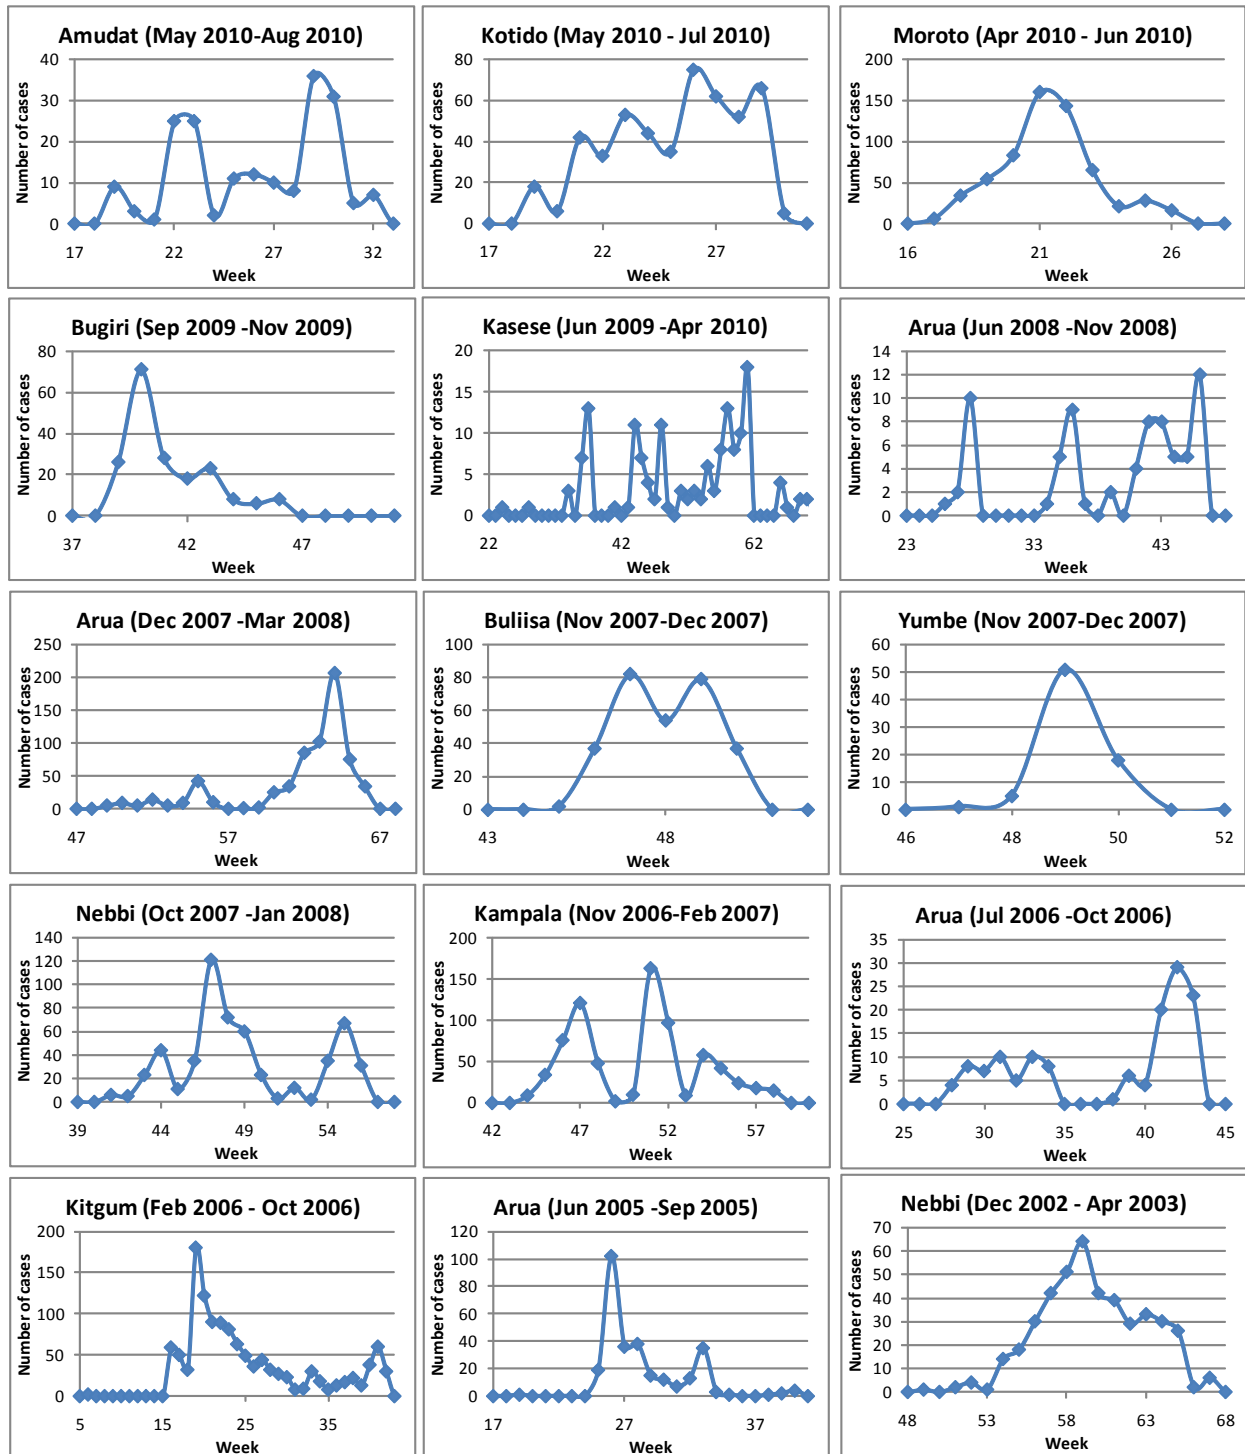 Amudat (May 2010-Aug 2010)
Number of cases
40
30
20
10
0
17 22 27 32
Week
Kotido (May 2010 - Jul 2010)
Number of cases
80
60
40
20
0
17 22 27
Week
Moroto (Apr 2010 - Jun 2010)
Number of cases
200
150
100
50
0
16 21 26
Week
Bugiri (Sep 2009 -Nov 2009)
Number of cases
80
60
40
20
0
37 42 47
Week
Kasese (Jun 2009 -Apr 2010)
Number of cases
20
15
10
5
0
22 42 62
Week
Arua (Jun 2008 -Nov 2008)
Number of cases
14
12
10
8
6
4
2
0
23 33 43
Week
Arua (Dec 2007 -Mar 2008)
Number of cases
250
200
150
100
50
0
47 57 67
Week
Buliisa (Nov 2007-Dec 2007)
Number of cases
100
80
60
40
20
0
43 48
Week
Yumbe (Nov 2007-Dec 2007)
Number of cases
60
50
40
30
20
10
0
46 48 50 52
Week
Nebbi (Oct 2007 -Jan 2008)
Number of cases
140
120
100
80
60
40
20
0
39 44 49 54
Week
Kampala (Nov 2006-Feb 2007)
Number of cases
200
150
100
50
0
42 47 52 57
Week
Arua (Jul 2006 -Oct 2006)
Number of cases
35
30
25
20
15
10
5
0
25 30 35 40 45
Week
Kitgum (Feb 2006 - Oct 2006)
Number of cases
200
150
100
50
0
5 15 25 35
Week
Arua (Jun 2005 -Sep 2005)
Number of cases
120
100
80
60
40
20
0
17 27 37
Week
Nebbi (Dec 2002 - Apr 2003)
Number of cases
70
60
50
40
30
20
10
0
48 53 58 63 68
Week